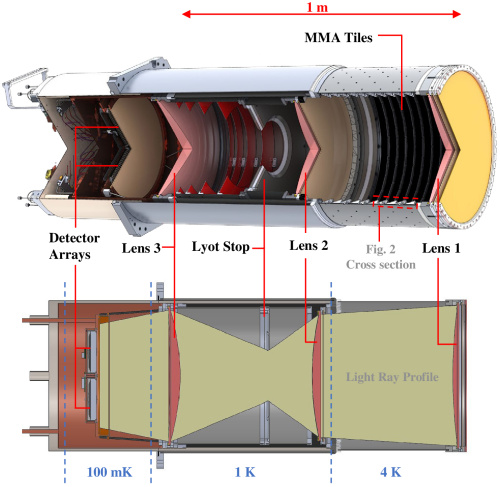 1 m
MMA Tiles
Detector
Arrays
Lens 3
Lyot Stop
Lens 2
Fig. 2
Cross section
Lens 1
Light Ray Profile
100 mK
1 K
4 K